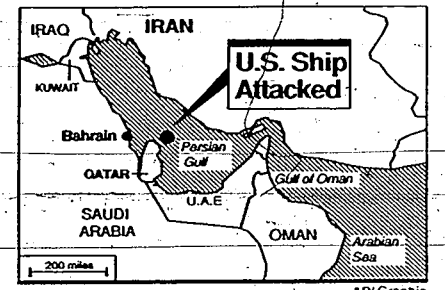 IRAQ
IRAN
KUWAIT
U.S. Ship
Attacked
Bahrain
Persian
Gulf
QATAR
Gulf of Oman
U.A.E
SAUDI
ARABIA
OMAN
Arabian
Sea
200 miles
AP/Graphic